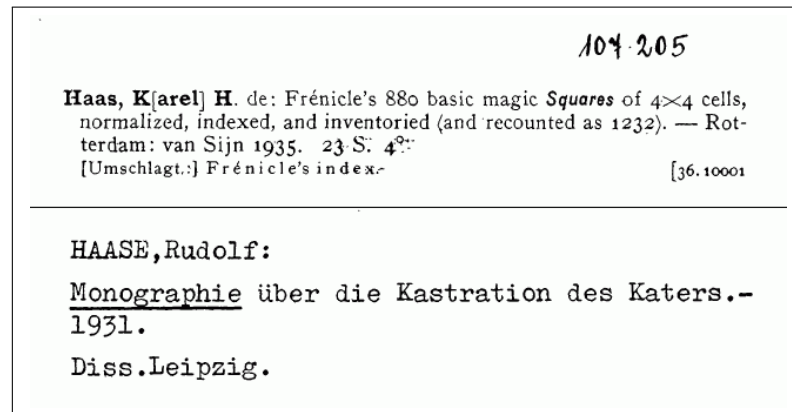 107.205
Haas, K[arel] H. de: Frénicle's 880 basic magic Squares of 4×4 cells,
normalized, indexed, and inventoried (and recounted as 1232). — Rot-
terdam: van Sijn 1935. 23 S. 4°.
[Umschlagt.:] Frénicle's index.-
[36.10001
HAASE,Rudolf:
Monographie über die Kastration des Katers.-
1931.
Diss.Leipzig.